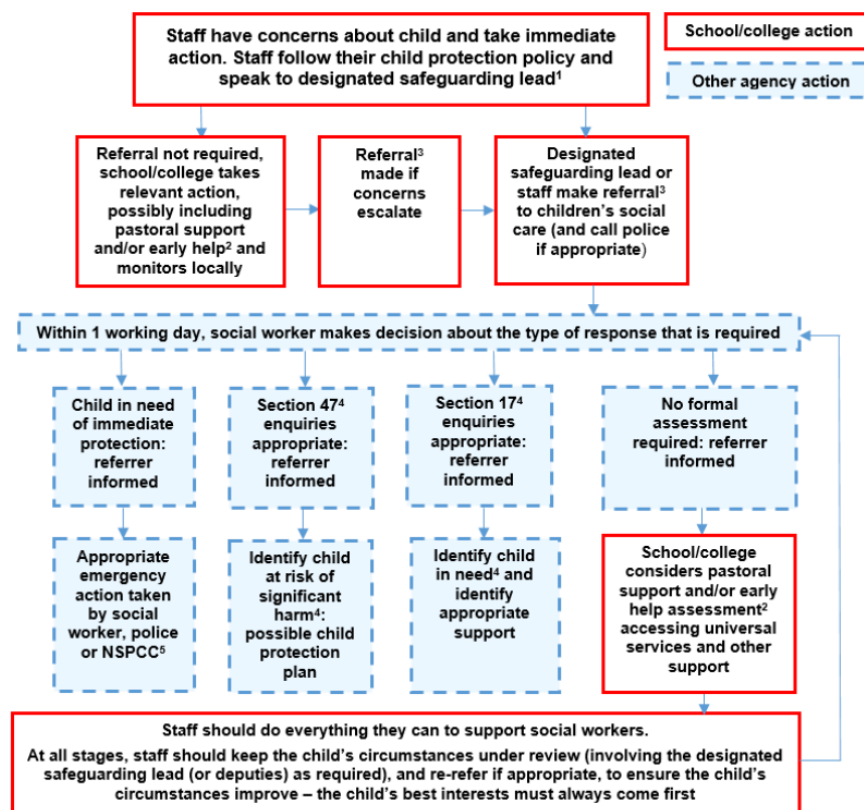 Staff have concerns about child and take immediate
action. Staff follow their child protection policy and
speak to designated safeguarding lead¹
School/college action
Other agency action
Referral not required,
school/college takes
relevant action,
possibly including
pastoral support
and/or early help² and
monitors locally
Referral³
made if
concerns
escalate
Designated
safeguarding lead or
staff make referral³
to children's social
care (and call police
if appropriate)
Within 1 working day, social worker makes decision about the type of response that is required
Child in need
of immediate
protection:
referrer
informed
Section 47⁴
enquiries
appropriate:
referrer
informed
Section 17⁴
enquiries
appropriate:
referrer
informed
No formal
assessment
required: referrer
informed
Appropriate
emergency
action taken
by social
worker, police
or NSPCC⁵
Identify child
at risk of
significant
harm⁴:
possible child
protection
plan
Identify child
in need⁴ and
identify
appropriate
support
School/college
considers pastoral
support and/or early
help assessment²
accessing universal
services and other
support
Staff should do everything they can to support social workers.
At all stages, staff should keep the child's circumstances under review (involving the designated
safeguarding lead (or deputies) as required), and re-refer if appropriate, to ensure the child's
circumstances improve – the child's best interests must always come first